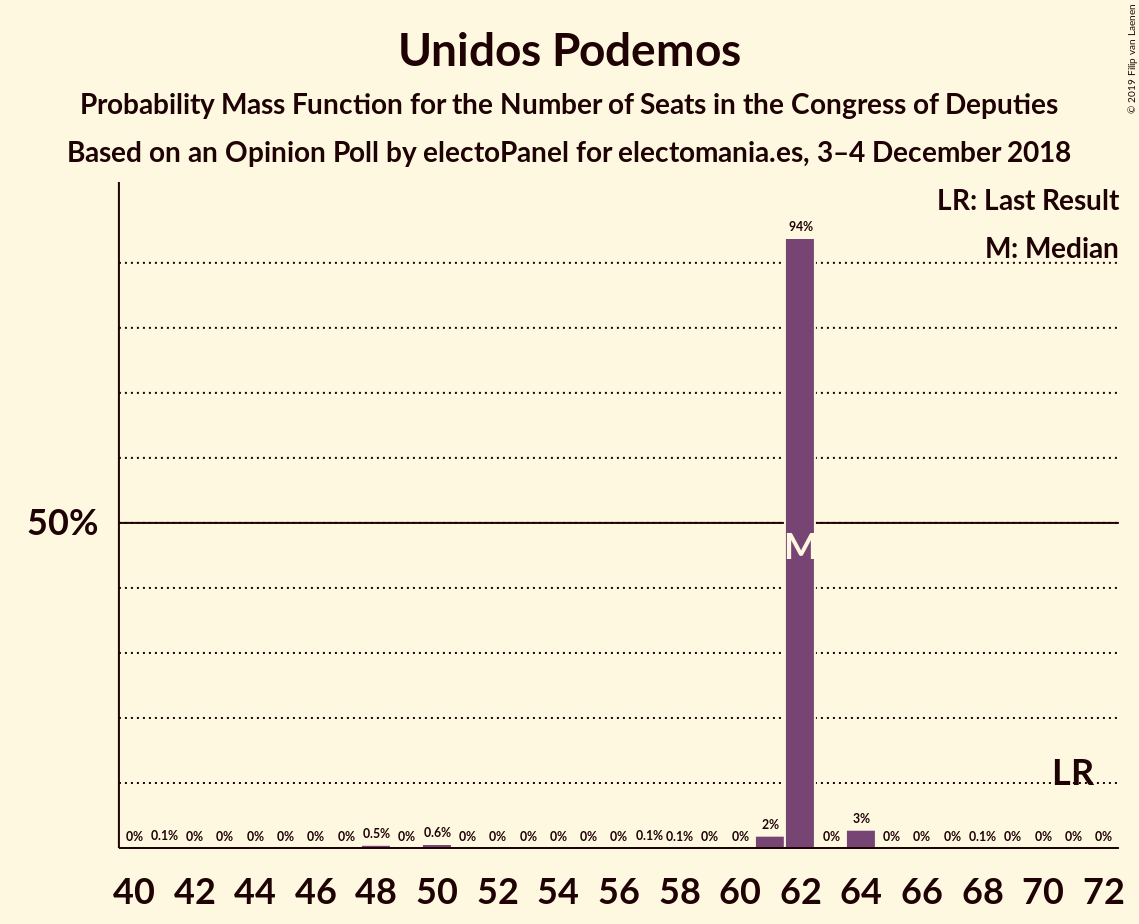 Unidos Podemos
Probability Mass Function for the Number of Seats in the Congress of Deputies
Based on an Opinion Poll by electoPanel for electomania.es, 3–4 December 2018
© 2019 Filip van Laenen
LR: Last Result
M: Median
94%
50%
M
LR
0% 0.1% 0% 0% 0% 0% 0% 0% 0.5% 0% 0.6% 0% 0% 0% 0% 0% 0% 0.1% 0.1% 0% 0% 2% 0% 3% 0% 0% 0% 0.1% 0% 0% 0% 0%
40 42 44 46 48 50 52 54 56 58 60 62 64 66 68 70 72